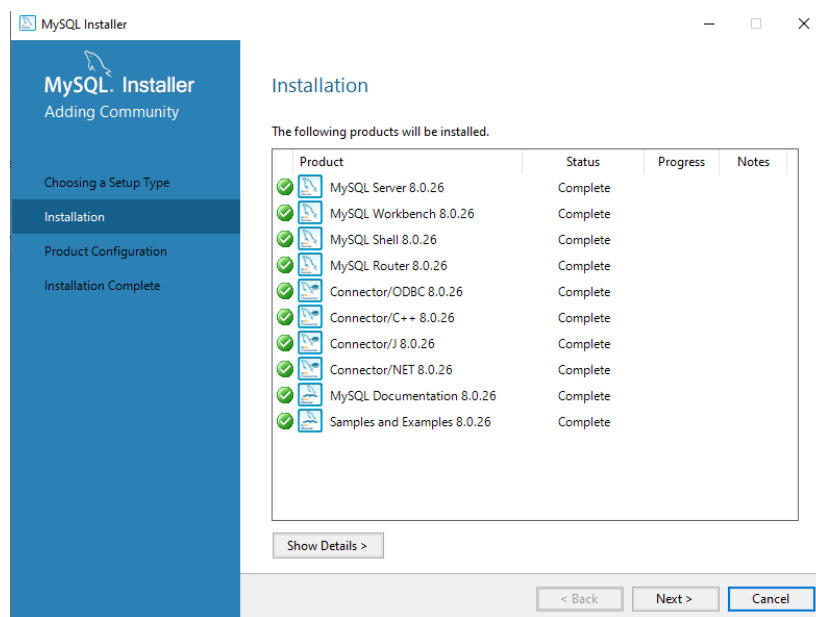 MySQL Installer
MySQL. Installer
Adding Community
Choosing a Setup Type
Installation
Product Configuration
Installation Complete
Installation
The following products will be installed.
Product Status Progress Notes
MySQL Server 8.0.26 Complete
MySQL Workbench 8.0.26 Complete
MySQL Shell 8.0.26 Complete
MySQL Router 8.0.26 Complete
Connector/ODBC 8.0.26 Complete
Connector/C++ 8.0.26 Complete
Connector/J 8.0.26 Complete
Connector/NET 8.0.26 Complete
MySQL Documentation 8.0.26 Complete
Samples and Examples 8.0.26 Complete
Show Details >
< Back Next > Cancel